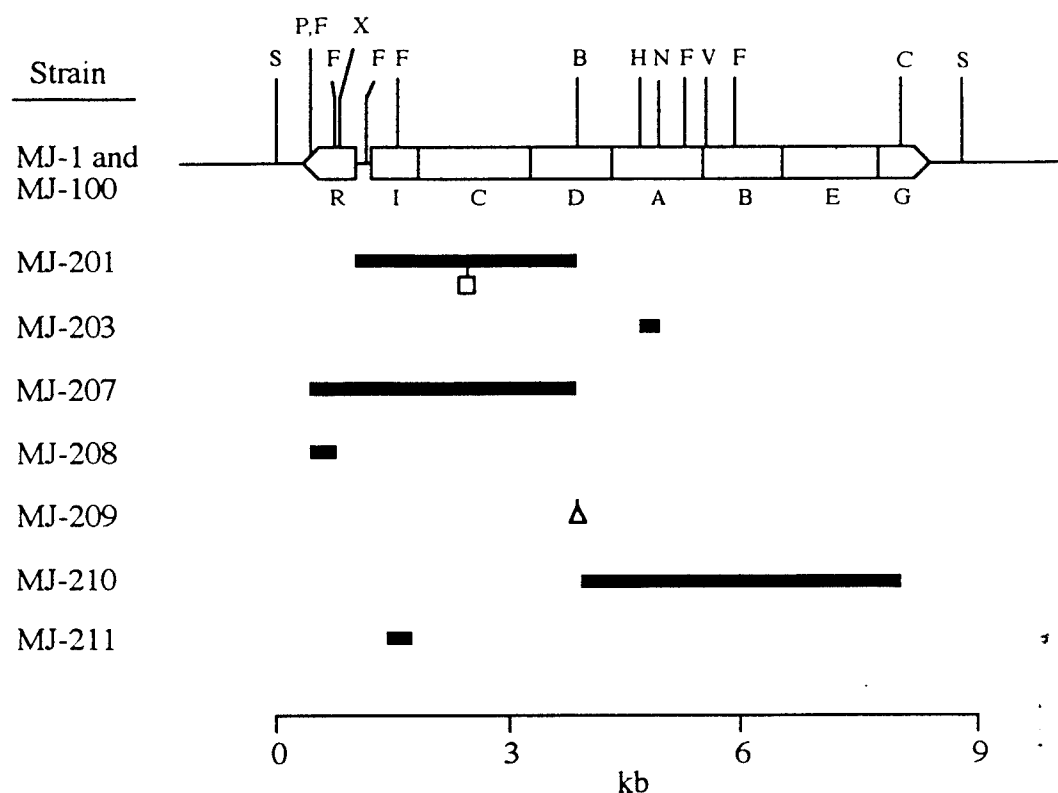 P,F X
S F F F B H N F V F C S
Strain
MJ-1 and
MJ-100
R I C D A B E G
MJ-201
MJ-203
MJ-207
MJ-208
MJ-209
MJ-210
MJ-211
0 3 6 9
kb